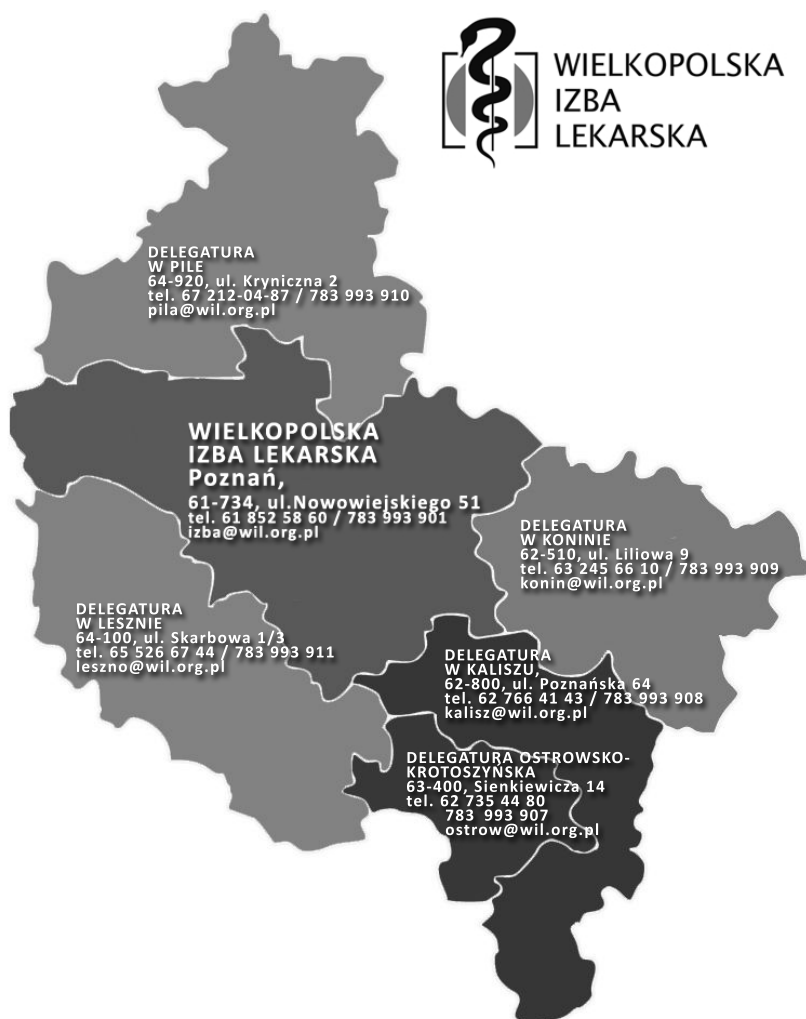 WIELKOPOLSKA
IZBA
LEKARSKA
DELEGATURA
W PILE
64-920, ul. Kryniczna 2
tel. 67 212-04-87 / 783 993 910
pila@wil.org.pl
WIELKOPOLSKA
IZBA LEKARSKA
Poznań,
61-734, ul.Nowowiejskiego 51
tel. 61 852 58 60 / 783 993 901
izba@wil.org.pl
DELEGATURA
W KONINIE
62-510, ul. Liliowa 9
tel. 63 245 66 10 / 783 993 909
konin@wil.org.pl
DELEGATURA
W LESZNIE
64-100, ul. Skarbowa 1/3
tel. 65 526 67 44 / 783 993 911
leszno@wil.org.pl
DELEGATURA
W KALISZU,
62-800, ul. Poznańska 64
tel. 62 766 41 43 / 783 993 908
kalisz@wil.org.pl
DELEGATURA OSTROWSKO-
KROTOSZYŃSKA
63-400, Sienkiewicza 14
tel. 62 735 44 80
783 993 907
ostrow@wil.org.pl